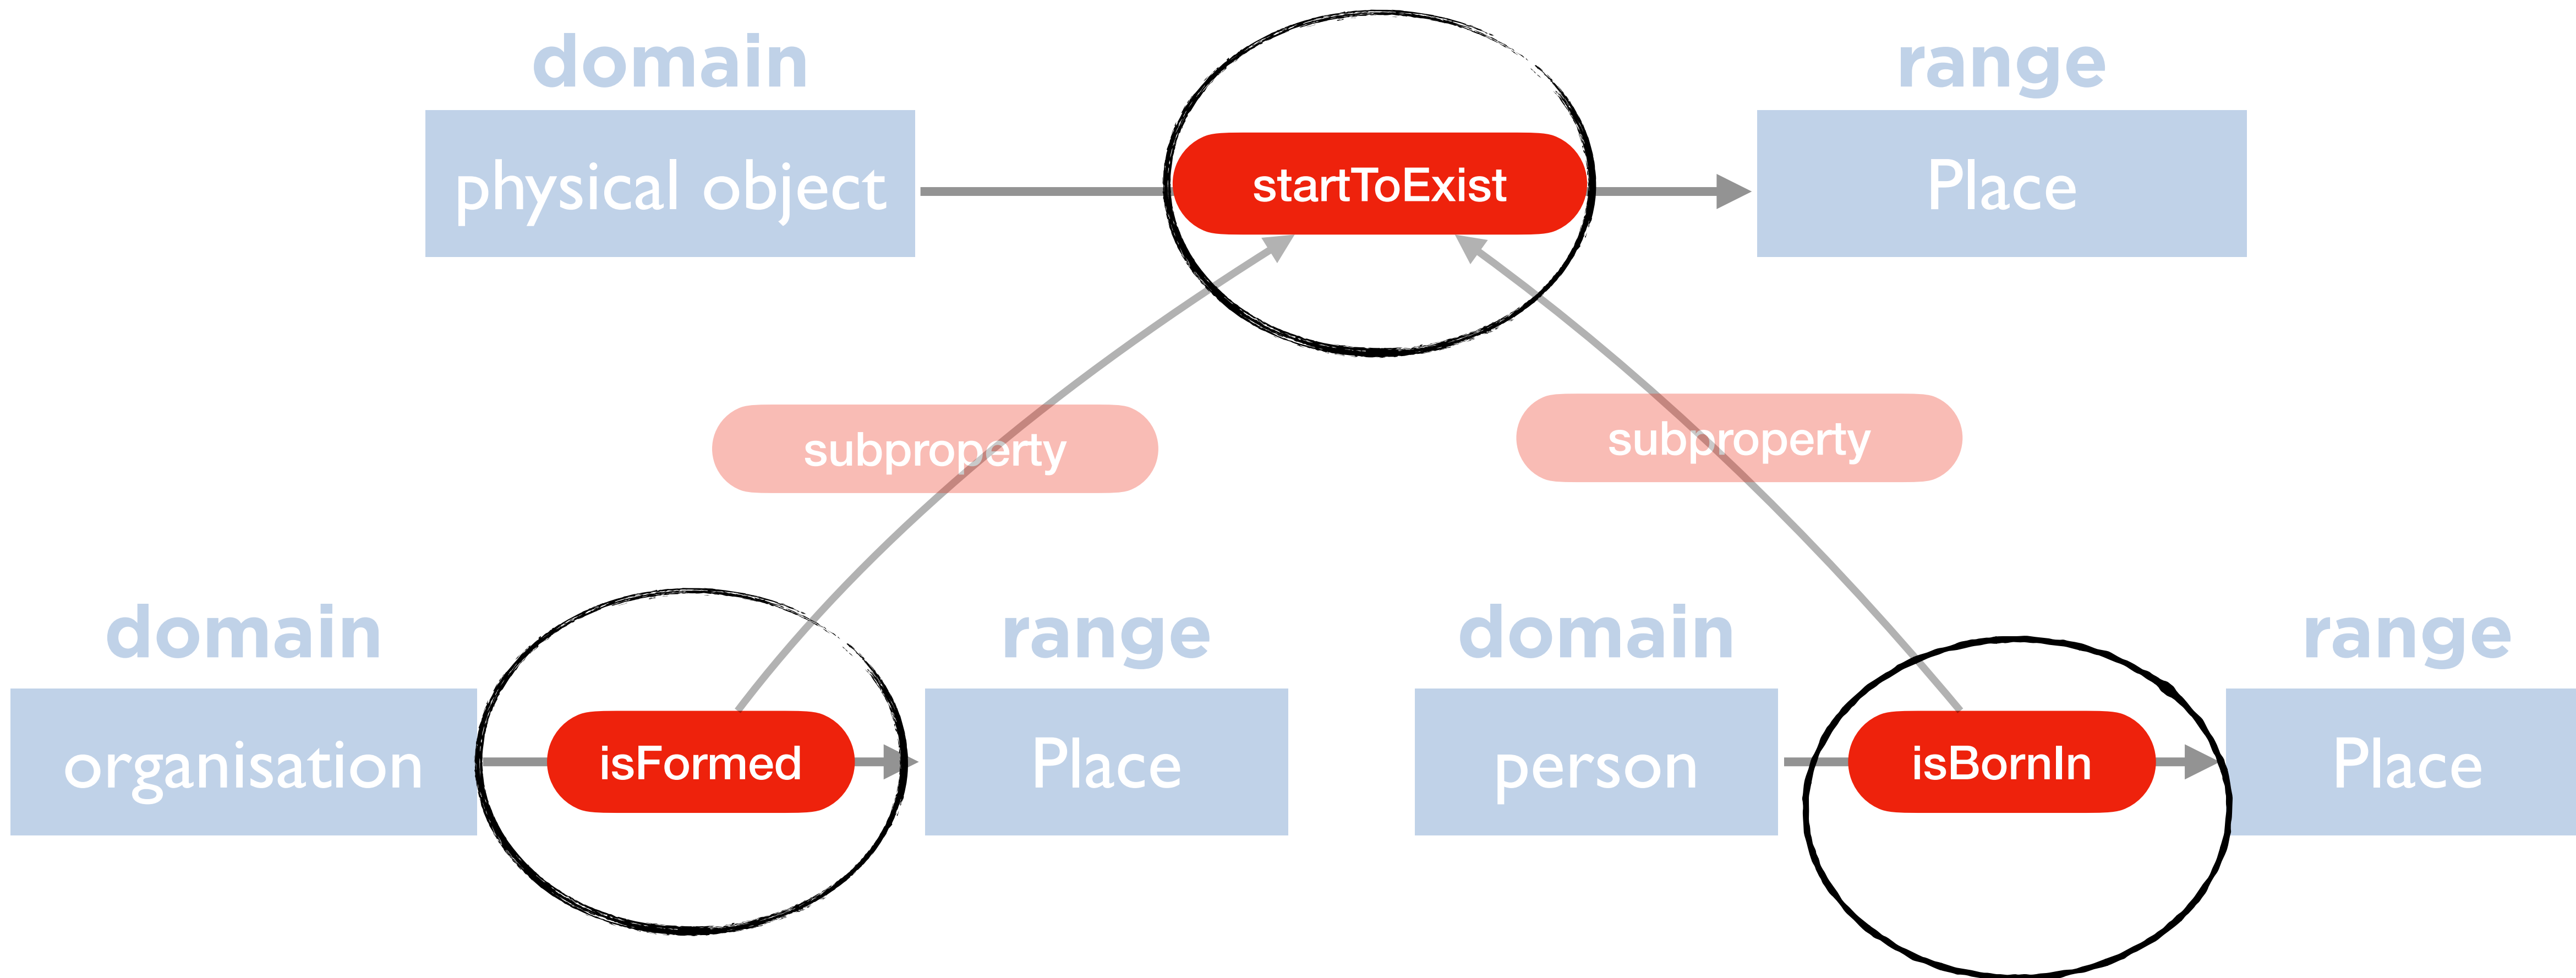 domain
range
physical object
startToExist
Place
subproperty
subproperty
domain
range
domain
range
organisation
isFormed
Place
person
isBornIn
Place